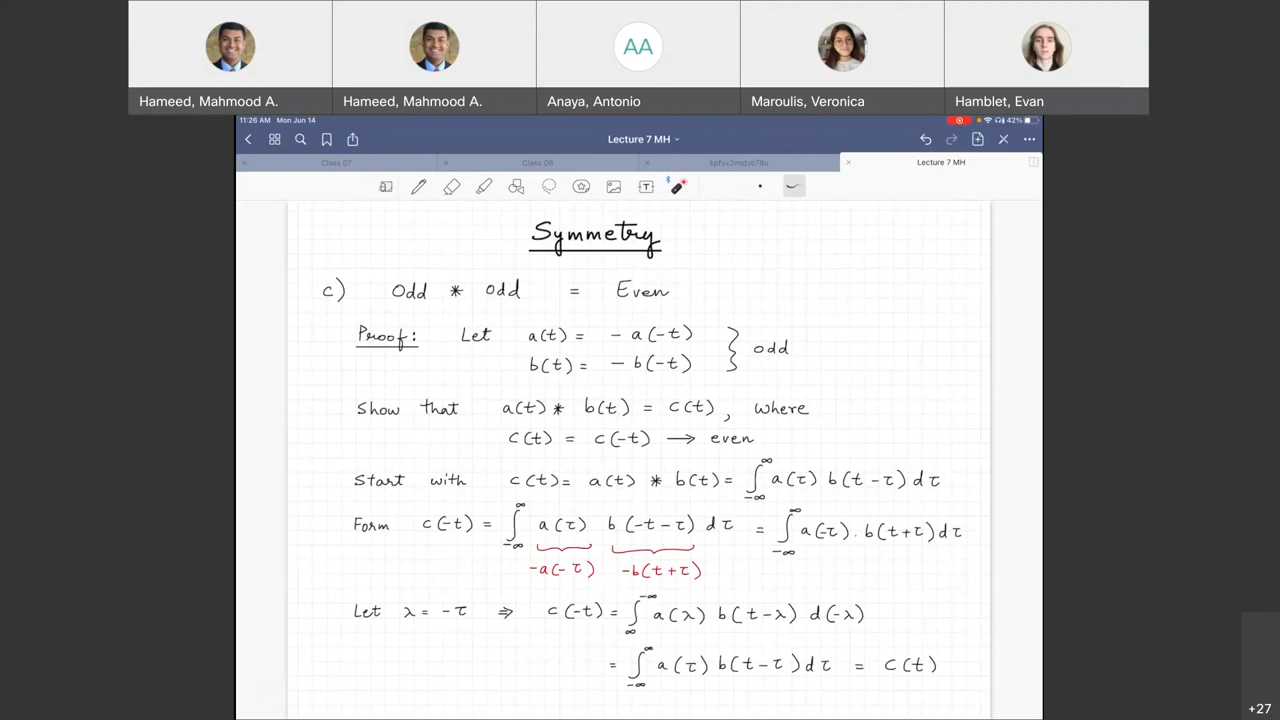 AA
Hameed, Mahmood A.
Hameed, Mahmood A.
Anaya, Antonio
Maroulis, Veronica
Hamblet, Evan
11:26 AM Mon Jun 14
42%
Lecture 7 MH
Class 07
Lecture 7 MH
T
Symmetry
c) Odd * odd = Even
Proof: Let a(t) = - a(-t)
b(t) = - b(-t) } odd
Show that a(t) * b(t) = c(t), where
c(t) = c(-t) → even
Start with c(t) = a(t) * b(t) = ∫_{-∞}^{∞} a(τ) b(t-τ) dτ
Form c(-t) = ∫_{-∞}^{∞} a(τ) b(-t-τ) dτ = ∫_{-∞}^{∞} a(-τ) . b(t+τ) dτ
-a(-τ) -b(t+τ)
Let λ = -τ ⇒ c(-t) = ∫_{∞}^{-∞} a(λ) b(t-λ) d(-λ)
= ∫_{-∞}^{∞} a(τ) b(t-τ) dτ = c(t)
+27